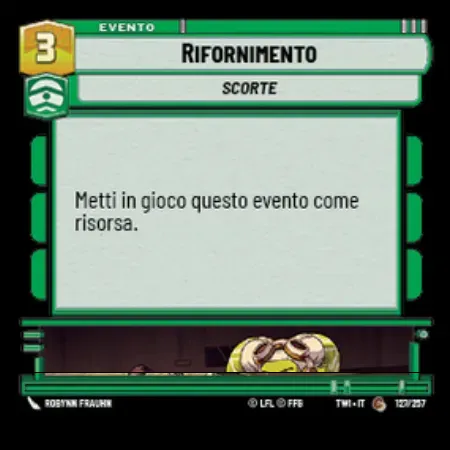 EVENTO
3
RIFORNIMENTO
SCORTE
Metti in gioco questo evento come
risorsa.
ROBYNN FRAUHN
© LFL © FFG
TWI • IT
127/257